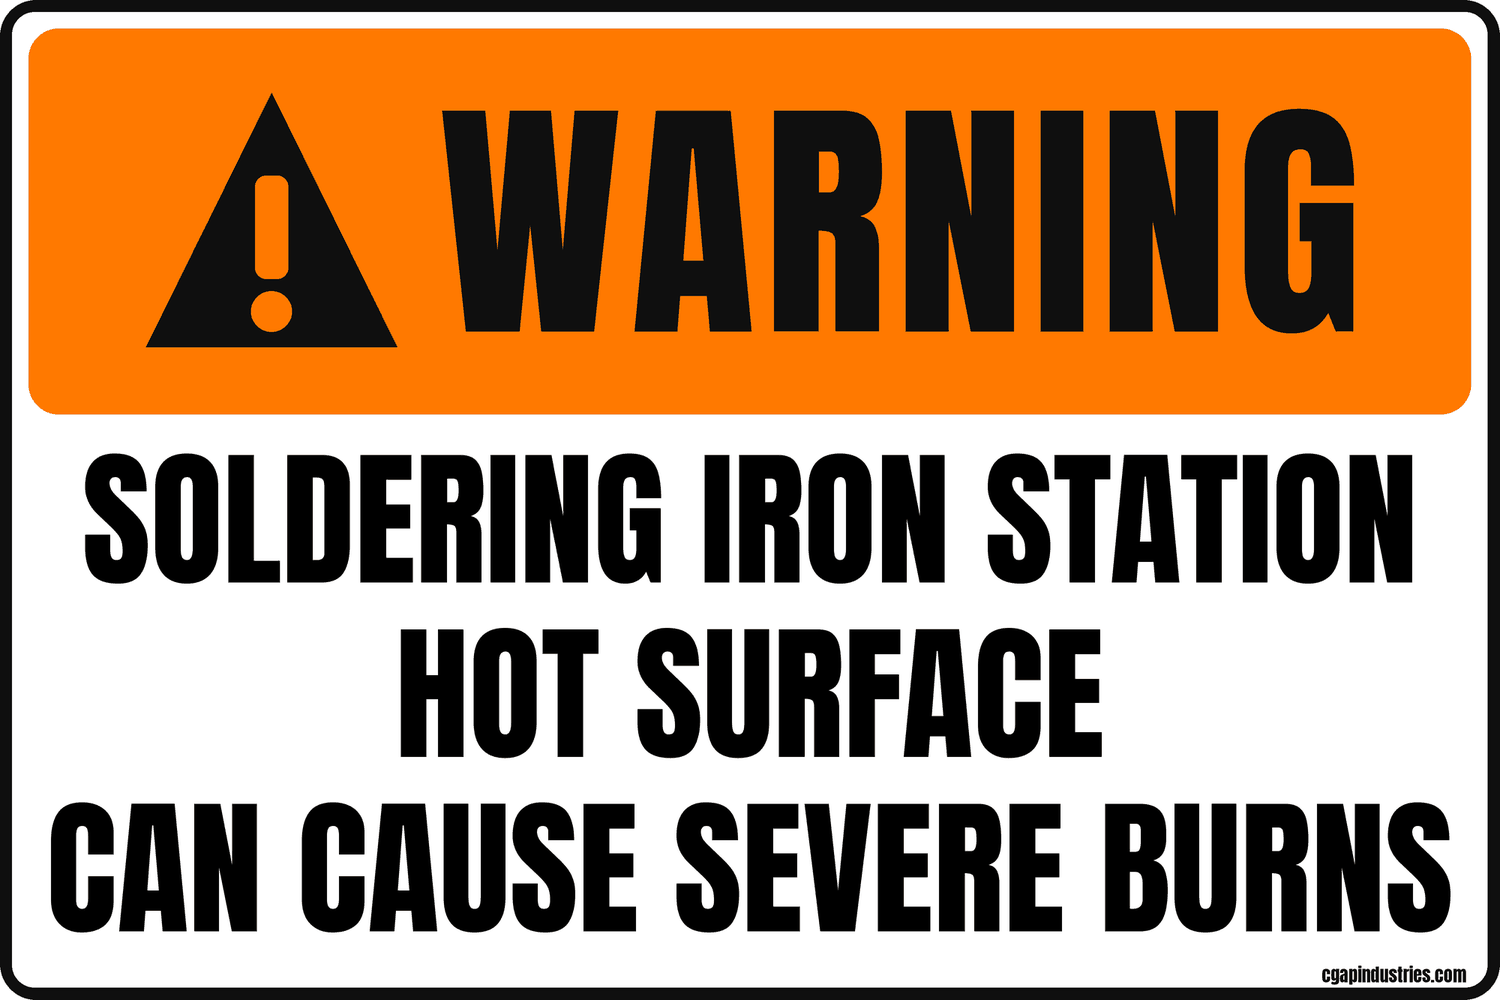 WARNING
SOLDERING IRON STATION
HOT SURFACE
CAN CAUSE SEVERE BURNS
cgapindustries.com